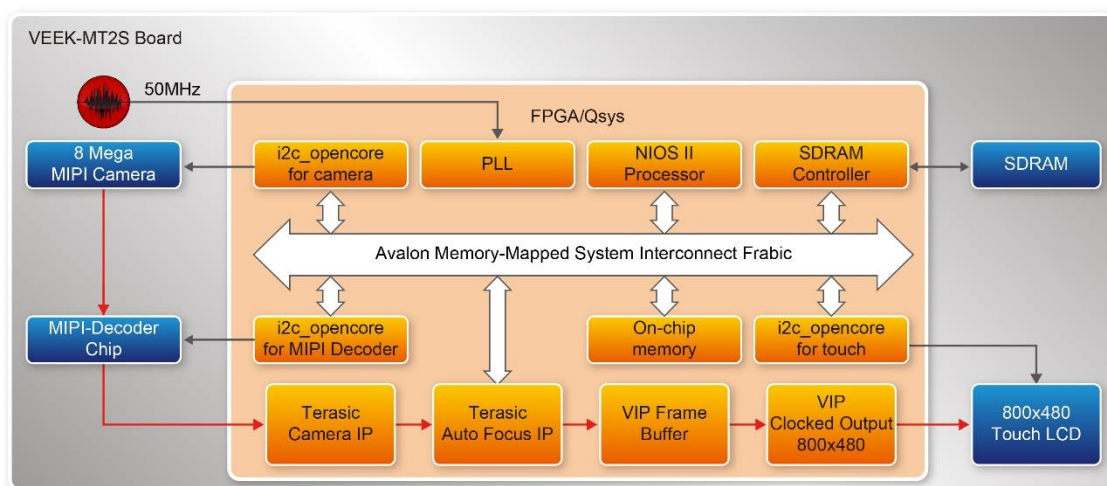 VEEK-MT2S Board
50MHz
FPGA/Qsys
8 Mega
MIPI Camera
i2c_opencore
for camera
PLL
NIOS II
Processor
SDRAM
Controller
SDRAM
Avalon Memory-Mapped System Interconnect Frabic
MIPI-Decoder
Chip
i2c_opencore
for MIPI Decoder
On-chip
memory
i2c_opencore
for touch
Terasic
Camera IP
Terasic
Auto Focus IP
VIP Frame
Buffer
VIP
Clocked Output
800x480
800x480
Touch LCD